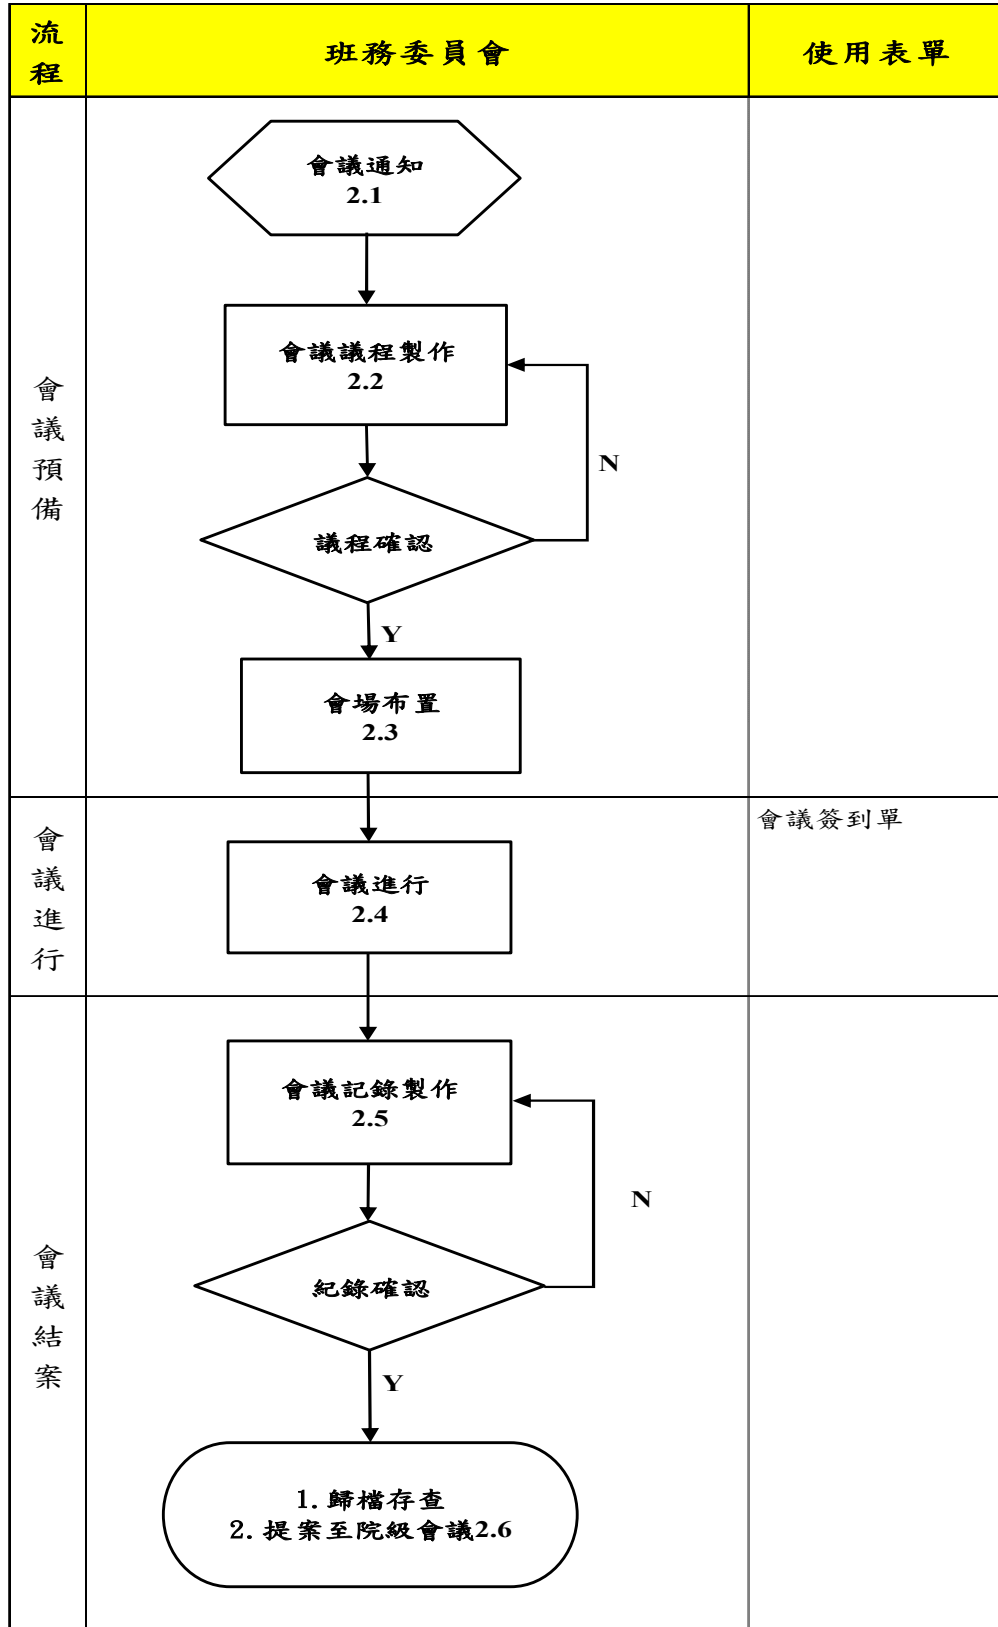 流程
班務委員會
使用表單
會議預備
會議通知
2.1
會議議程製作
2.2
N
議程確認
Y
會場布置
2.3
會議進行
會議簽到單
會議進行
2.4
會議結案
會議記錄製作
2.5
N
紀錄確認
Y
1. 歸檔存查
2. 提案至院級會議2.6